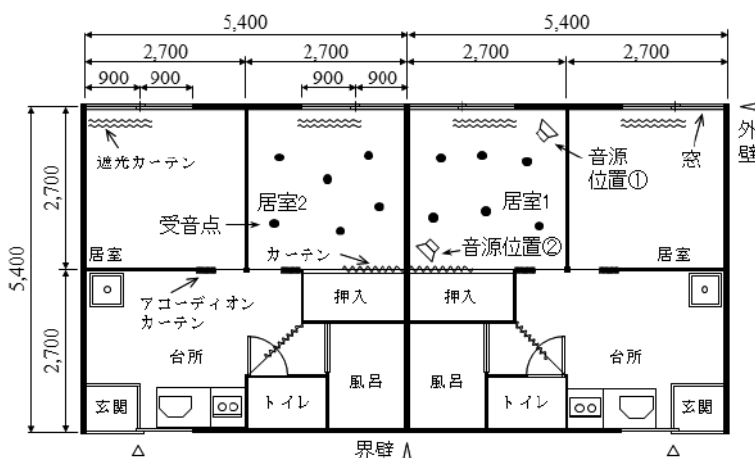 5,400
5,400
2,700
2,700
2,700
2,700
900
900
900
900
外壁
遮光カーテン
音源
位置①
窓
5,400
2,700
居室2
居室1
受音点
カーテン
音源位置②
居室
居室
アコーディオン
カーテン
押入
押入
2,700
台所
台所
風呂
風呂
玄関
トイレ
トイレ
玄関
界壁